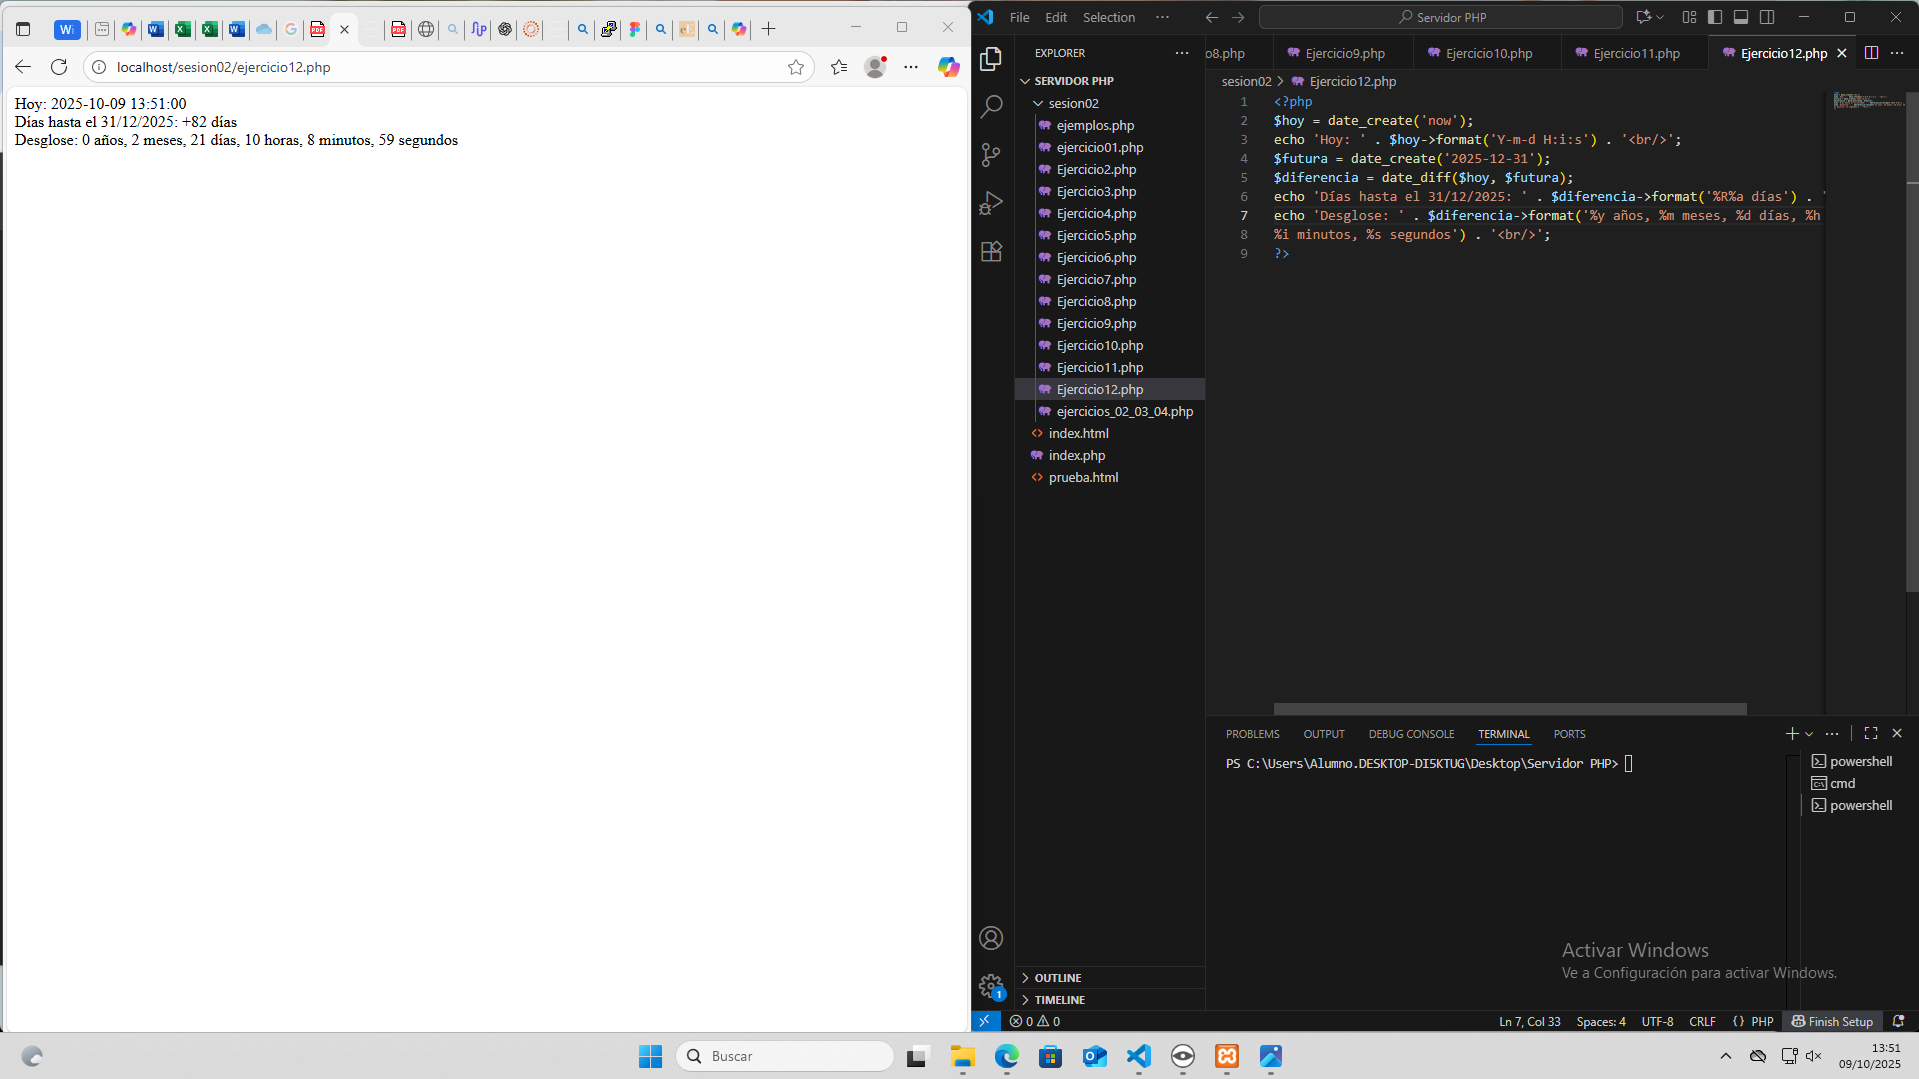 Wi
localhost/sesion02/ejercicio12.php
Hoy: 2025-10-09 13:51:00
Días hasta el 31/12/2025: +82 días
Desglose: 0 años, 2 meses, 21 días, 10 horas, 8 minutos, 59 segundos
File Edit Selection
Servidor PHP
EXPLORER
SERVIDOR PHP
sesion02
ejemplos.php
ejercicio01.php
Ejercicio2.php
Ejercicio3.php
Ejercicio4.php
Ejercicio5.php
Ejercicio6.php
Ejercicio7.php
Ejercicio8.php
Ejercicio9.php
Ejercicio10.php
Ejercicio11.php
Ejercicio12.php
ejercicios_02_03_04.php
index.html
index.php
prueba.html
OUTLINE
TIMELINE
o8.php Ejercicio9.php Ejercicio10.php Ejercicio11.php Ejercicio12.php
sesion02 > Ejercicio12.php
1 <?php
2 $hoy = date_create('now');
3 echo 'Hoy: ' . $hoy->format('Y-m-d H:i:s') . '<br/>';
4 $futura = date_create('2025-12-31');
5 $diferencia = date_diff($hoy, $futura);
6 echo 'Días hasta el 31/12/2025: ' . $diferencia->format('%R%a días') . '
7 echo 'Desglose: ' . $diferencia->format('%y años, %m meses, %d días, %h
8 %i minutos, %s segundos') . '<br/>';
9 ?>
PROBLEMS OUTPUT DEBUG CONSOLE TERMINAL PORTS
PS C:\Users\Alumno.DESKTOP-DI5KTUG\Desktop\Servidor PHP>
powershell
cmd
powershell
Activar Windows
Ve a Configuración para activar Windows.
1
0 0
Ln 7, Col 33 Spaces: 4 UTF-8 CRLF {} PHP Finish Setup
Buscar
13:51
09/10/2025